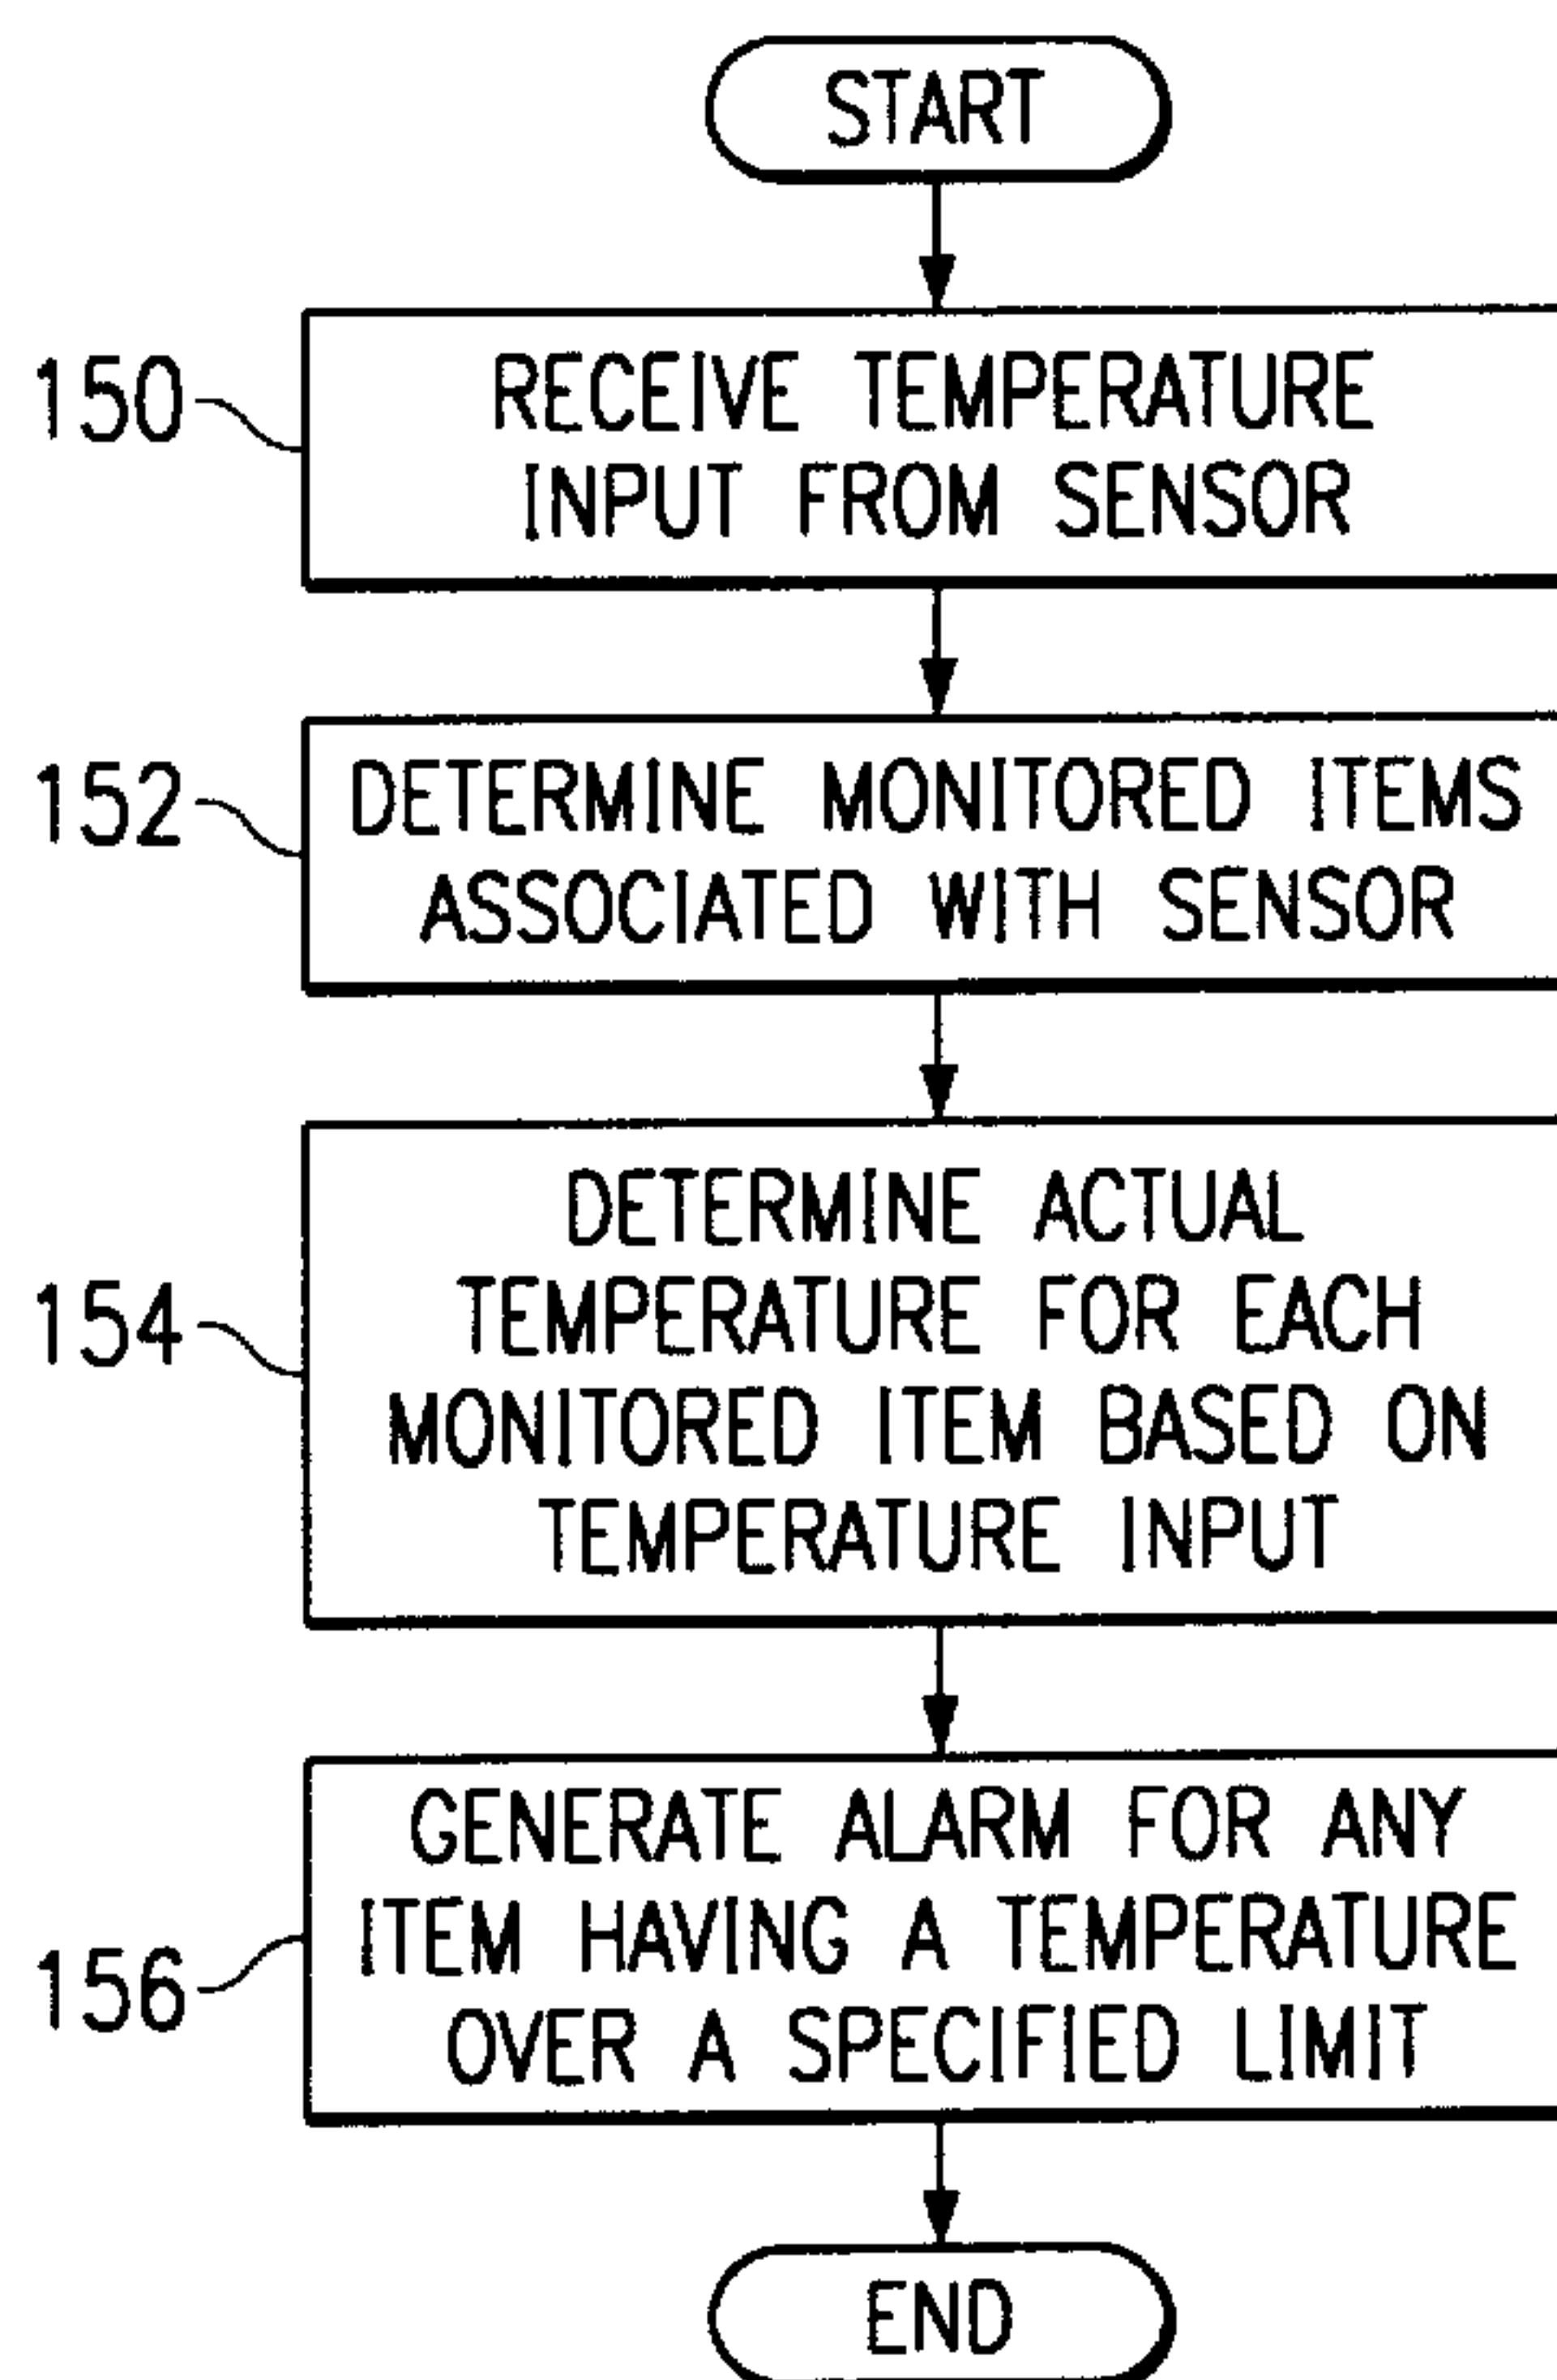 START
150
RECEIVE TEMPERATURE
INPUT FROM SENSOR
152
DETERMINE MONITORED ITEMS
ASSOCIATED WITH SENSOR
154
DETERMINE ACTUAL
TEMPERATURE FOR EACH
MONITORED ITEM BASED ON
TEMPERATURE INPUT
156
GENERATE ALARM FOR ANY
ITEM HAVING A TEMPERATURE
OVER A SPECIFIED LIMIT
END